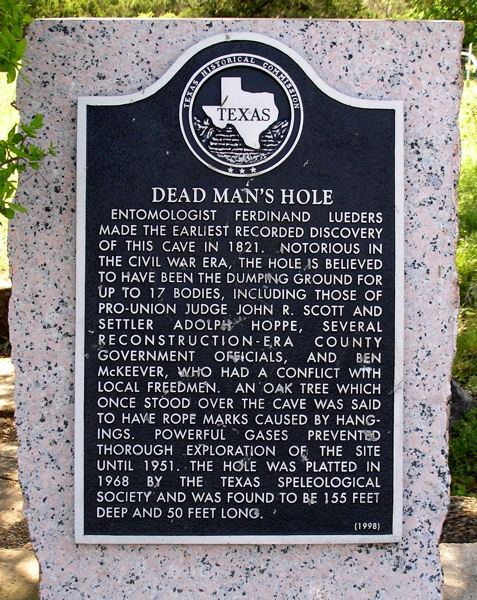 TEXAS HISTORICAL COMMISSION
TEXAS
DEAD MAN'S HOLE
ENTOMOLOGIST FERDINAND LUEDERS
MADE THE EARLIEST RECORDED DISCOVERY
OF THIS CAVE IN 1821. NOTORIOUS IN
THE CIVIL WAR ERA, THE HOLE IS BELIEVED
TO HAVE BEEN THE DUMPING GROUND FOR
UP TO 17 BODIES, INCLUDING THOSE OF
PRO-UNION JUDGE JOHN R. SCOTT AND
SETTLER ADOLPH HOPPE, SEVERAL
RECONSTRUCTION-ERA COUNTY
GOVERNMENT OFFICIALS, AND BEN
McKEEVER, WHO HAD A CONFLICT WITH
LOCAL FREEDMEN. AN OAK TREE WHICH
ONCE STOOD OVER THE CAVE WAS SAID
TO HAVE ROPE MARKS CAUSED BY HANG-
INGS. POWERFUL GASES PREVENTED
THOROUGH EXPLORATION OF THE SITE
UNTIL 1951. THE HOLE WAS PLATTED IN
1968 BY THE TEXAS SPELEOLOGICAL
SOCIETY AND WAS FOUND TO BE 155 FEET
DEEP AND 50 FEET LONG.
(1998)